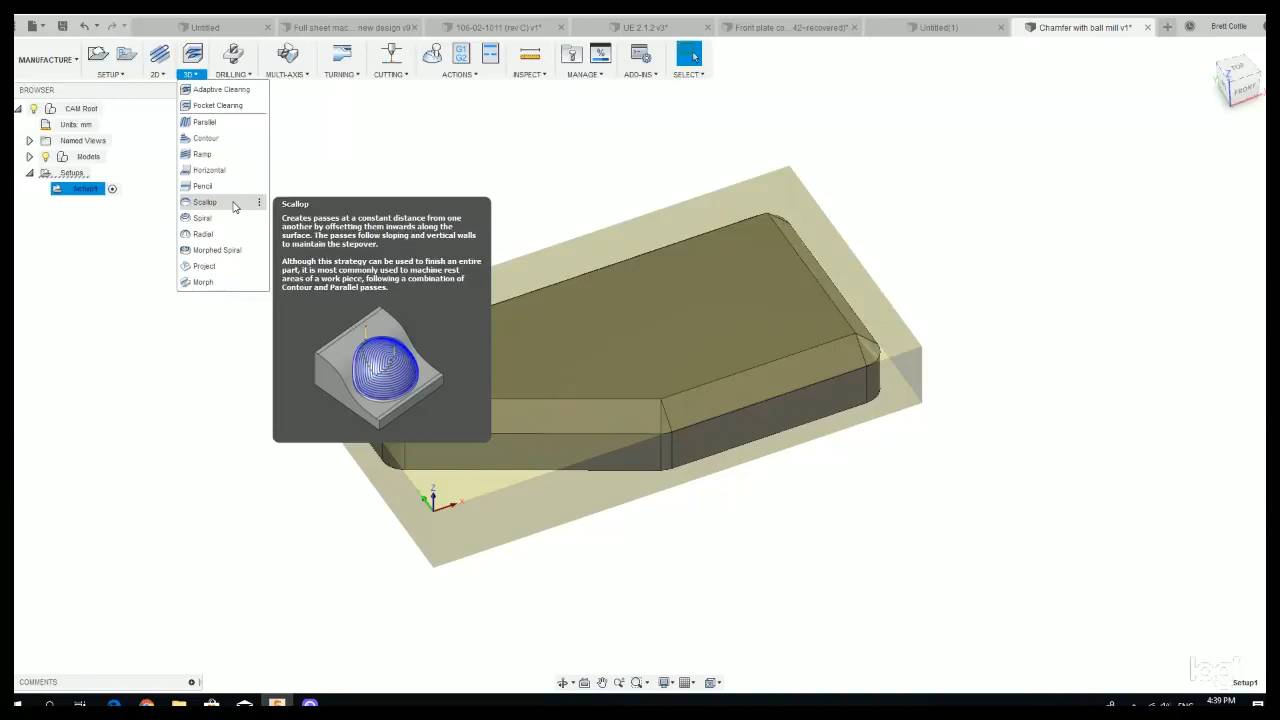 Untitled
Full sheet mac... new design v9*
106-02-1011 (rev C) v1*
UE 2.1.2 v3*
Front plate co... 42~recovered)*
Untitled(1)
Chamfer with ball mill v1*
Brett Cottle
MANUFACTURE
SETUP
2D
3D
DRILLING
MULTI-AXIS
TURNING
CUTTING
G1
G2
ACTIONS
INSPECT
MANAGE
ADD-INS
SELECT
BROWSER
CAM Root
Units: mm
Named Views
Models
Setups
Setup1
Adaptive Clearing
Pocket Clearing
Parallel
Contour
Ramp
Horizontal
Pencil
Scallop
Spiral
Radial
Morphed Spiral
Project
Morph
Scallop
Creates passes at a constant distance from one
another by offsetting them inwards along the
surface. The passes follow sloping and vertical walls
to maintain the stepover.
Although this strategy can be used to finish an entire
part, it is most commonly used to machine rest
areas of a work piece, following a combination of
Contour and Parallel passes.
TOP
FRONT
Z
Z
X
COMMENTS
logi
Setup1
ENG
4:39 PM